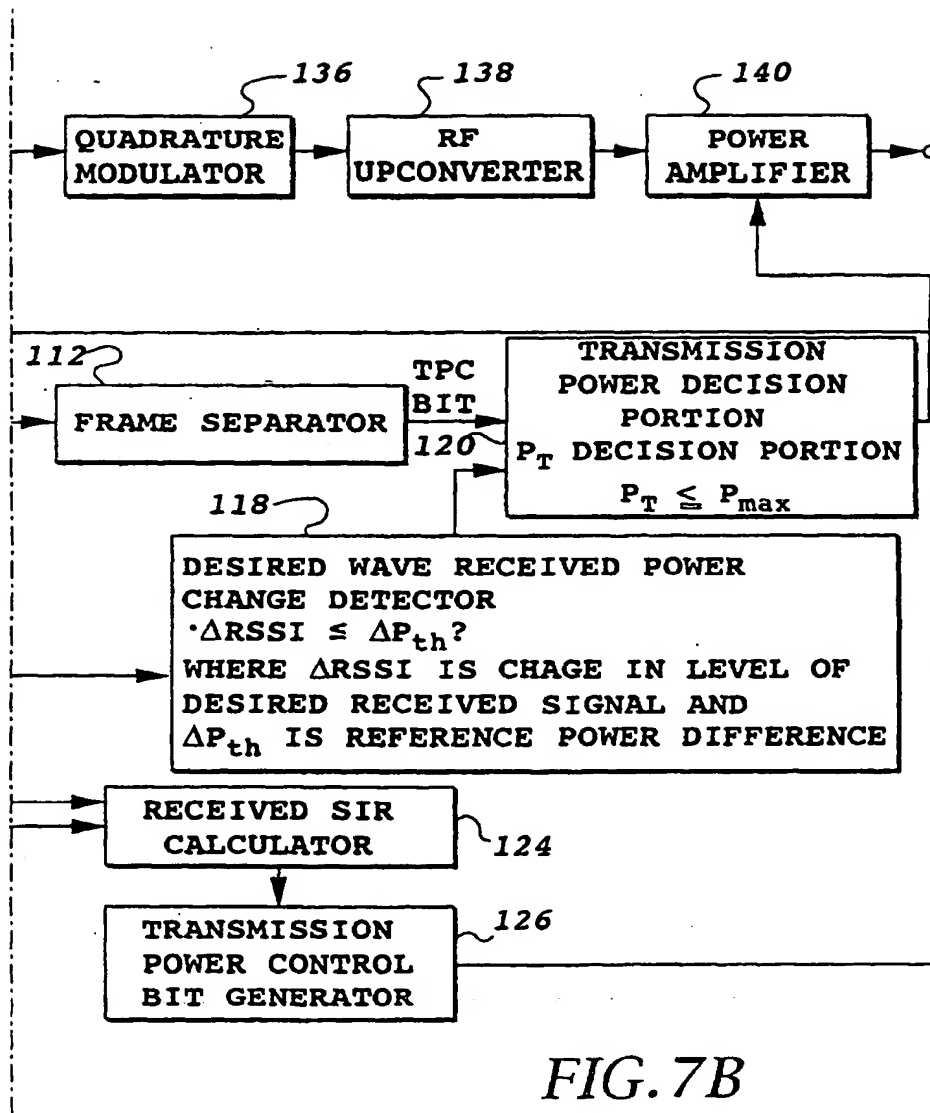 136
138
140
QUADRATURE
MODULATOR
RF
UPCONVERTER
POWER
AMPLIFIER
112
FRAME SEPARATOR
TPC
BIT
120
TRANSMISSION
POWER DECISION
PORTION
P_T DECISION PORTION
P_T ≦ P_max
118
DESIRED WAVE RECEIVED POWER
CHANGE DETECTOR
·ΔRSSI ≤ ΔP_th?
WHERE ΔRSSI IS CHAGE IN LEVEL OF
DESIRED RECEIVED SIGNAL AND
ΔP_th IS REFERENCE POWER DIFFERENCE
RECEIVED SIR
CALCULATOR
124
TRANSMISSION
POWER CONTROL
BIT GENERATOR
126
FIG. 7B